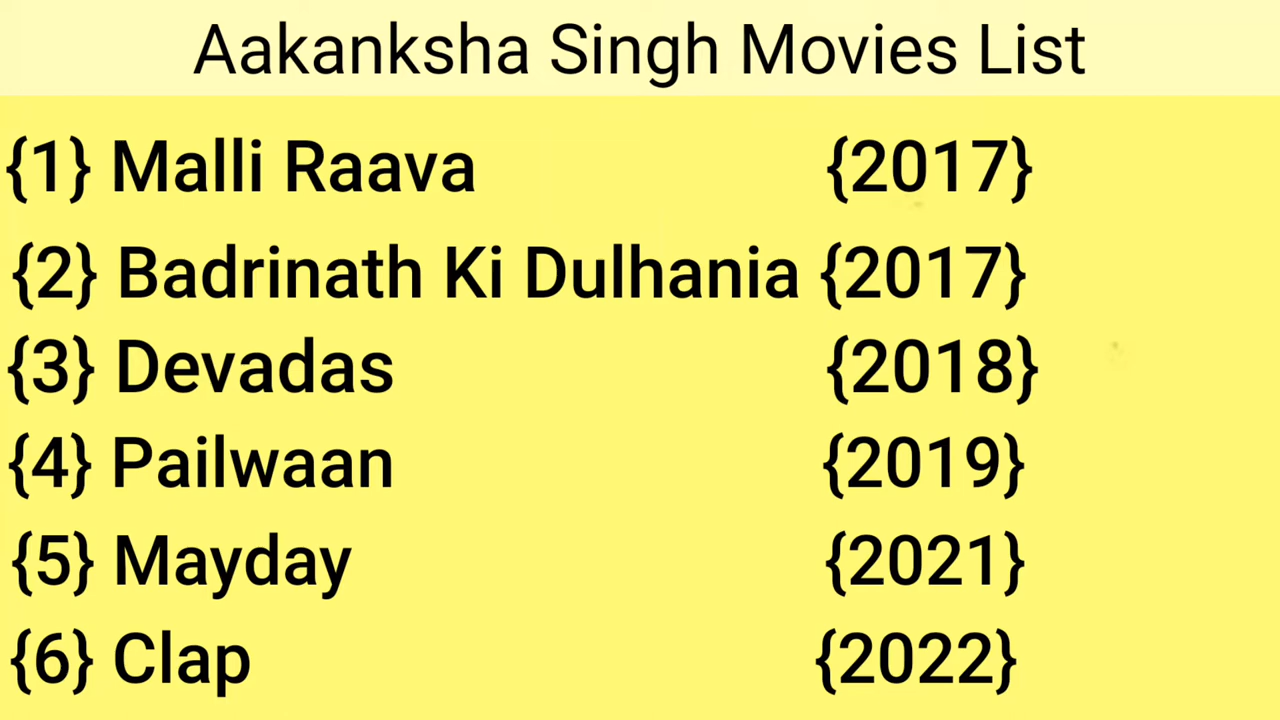 Aakanksha Singh Movies List
{1} Malli Raava {2017}
{2} Badrinath Ki Dulhania {2017}
{3} Devadas {2018}
{4} Pailwaan {2019}
{5} Mayday {2021}
{6} Clap {2022}